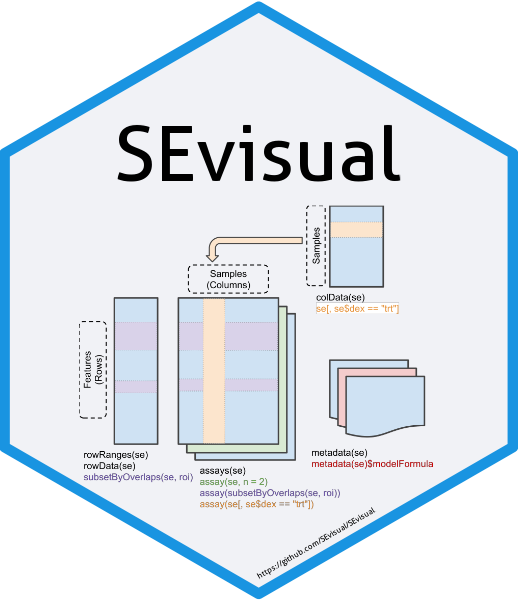 SEvisual
Samples
Samples
(Columns)
colData(se)
se[, se$dex == "trt"]
Features
(Rows)
rowRanges(se)
rowData(se)
subsetByOverlaps(se, roi)
assays(se)
assay(se, n = 2)
assay(subsetByOverlaps(se, roi))
assay(se[, se$dex == "trt"])
metadata(se)
metadata(se)$modelFormula
https://github.com/SEvisual/SEvisual